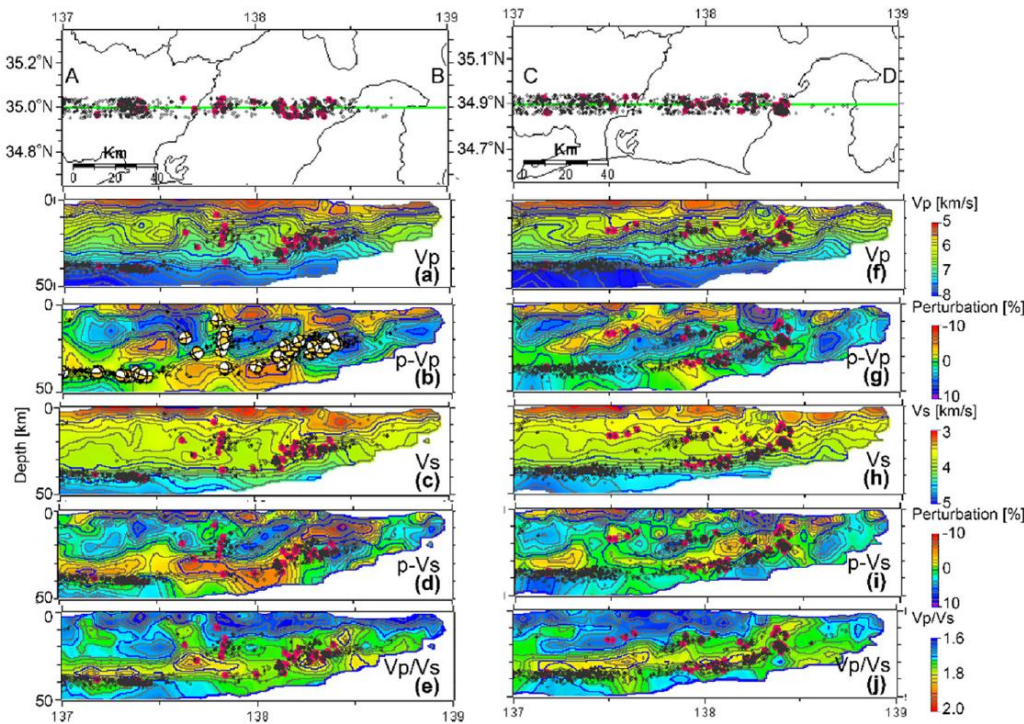 137 138 139
35.2°N
35.0°N
34.8°N
A B
Km
0 20 40
0
50
Vp
(a)
0
50
p-Vp
(b)
0
50
Vs
(c)
0
50
p-Vs
(d)
0
50
Vp/Vs
(e)
137 138 139
Depth [km]
137 138 139
35.1°N
34.9°N
34.7°N
C D
Km
0 20 40
Vp
(f)
p-Vp
(g)
Vs
(h)
p-Vs
(i)
Vp/Vs
(j)
137 138 139
Vp [km/s]
5
6
7
8
Perturbation [%]
-10
0
10
Vs [km/s]
3
4
5
Perturbation [%]
-10
0
10
Vp/Vs
1.6
1.8
2.0